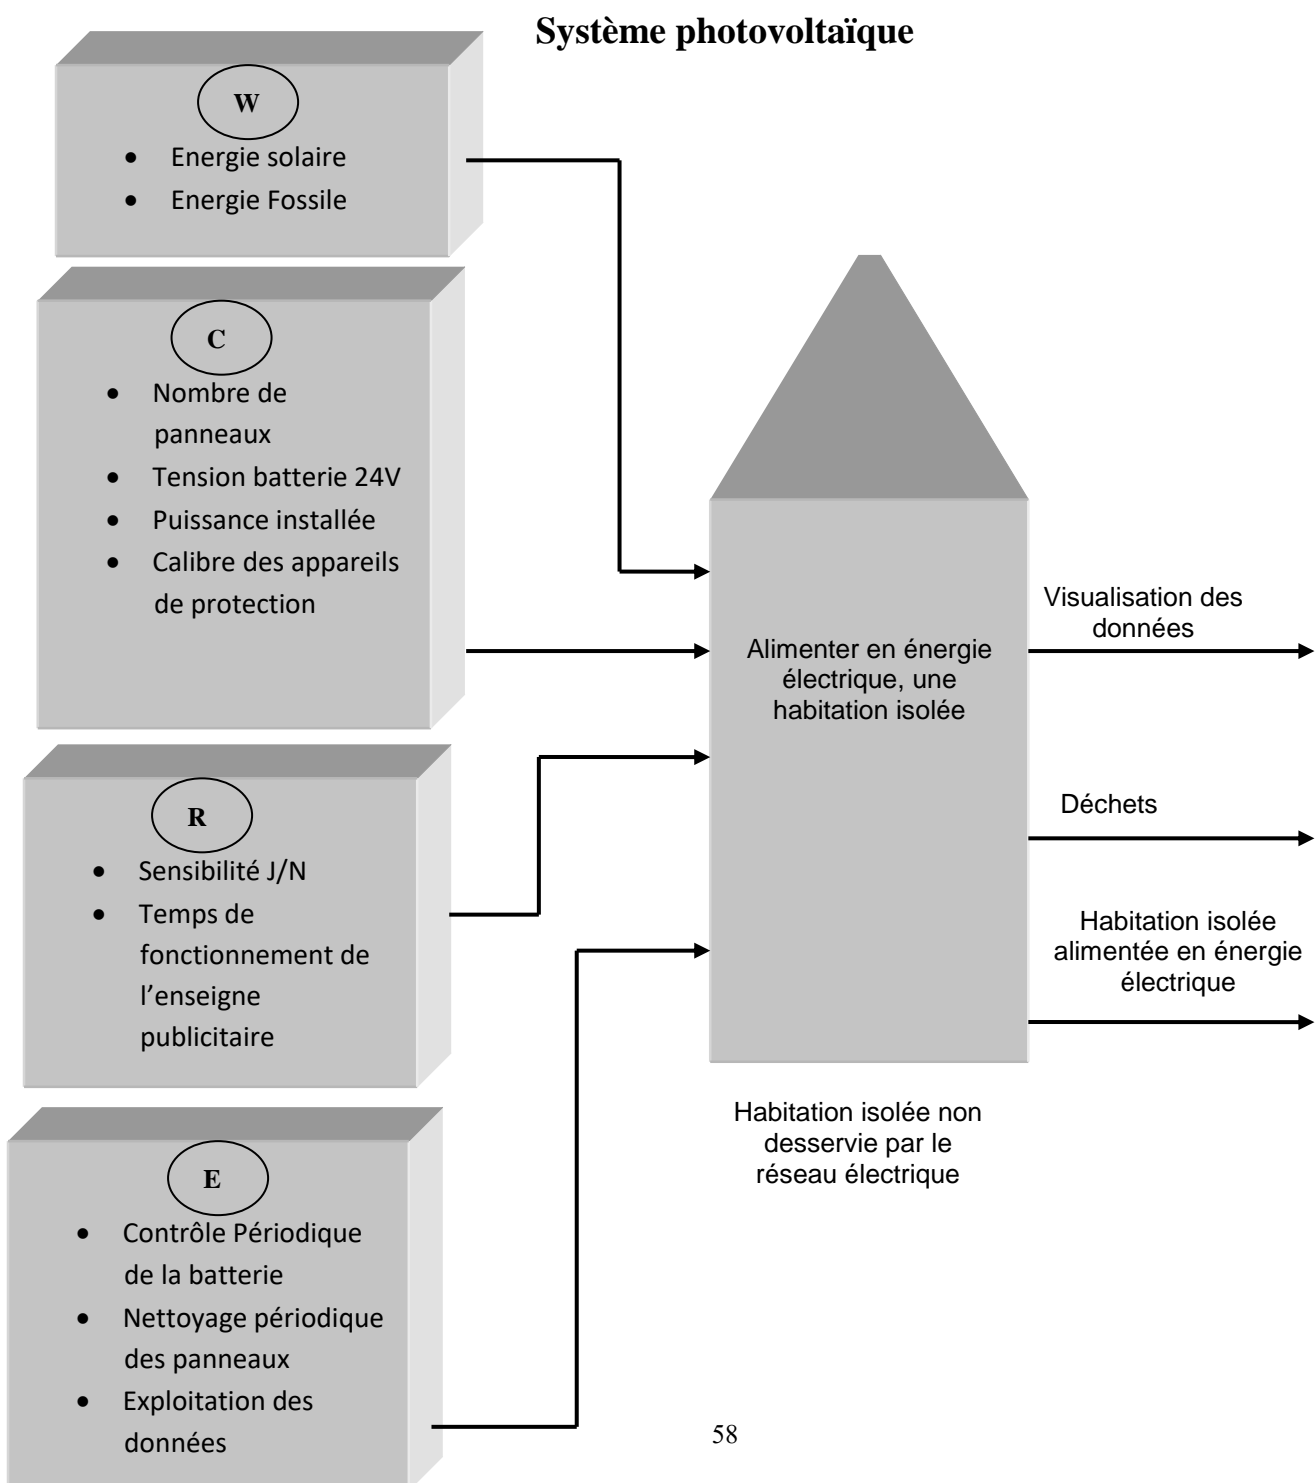 Système photovoltaïque
W
• Energie solaire
• Energie Fossile
C
• Nombre de
panneaux
• Tension batterie 24V
• Puissance installée
• Calibre des appareils
de protection
R
• Sensibilité J/N
• Temps de
fonctionnement de
l’enseigne
publicitaire
E
• Contrôle Périodique
de la batterie
• Nettoyage périodique
des panneaux
• Exploitation des
données
Alimenter en énergie
électrique, une
habitation isolée
Habitation isolée non
desservie par le
réseau électrique
Visualisation des
données
Déchets
Habitation isolée
alimentée en énergie
électrique
58